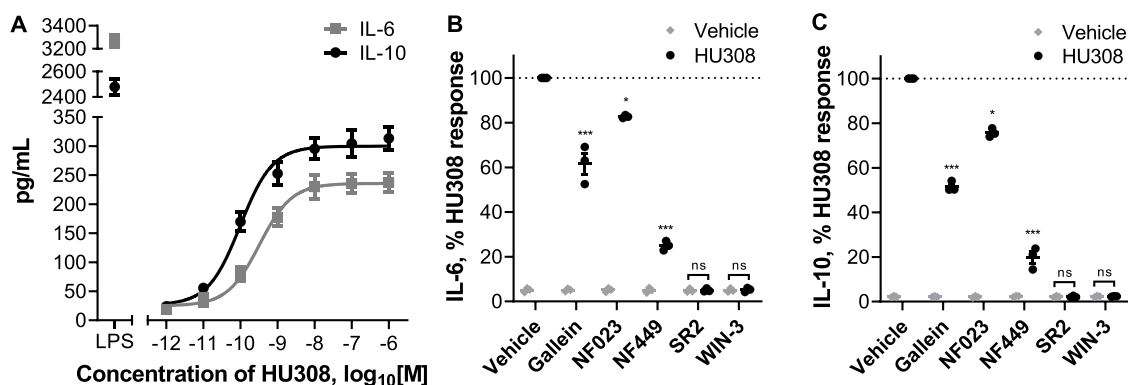 A
IL-6
IL-10
3400
3200
2600
2400
350
300
250
200
150
100
50
0
pg/mL
LPS
-12 -11 -10 -9 -8 -7 -6
Concentration of HU308, log10[M]
B
Vehicle
HU308
100
80
60
40
20
0
IL-6, % HU308 response
***
*
***
ns
ns
Vehicle
Gallein
NF023
NF449
SR2
WIN-3
C
Vehicle
HU308
100
80
60
40
20
0
IL-10, % HU308 response
***
*
***
ns
ns
Vehicle
Gallein
NF023
NF449
SR2
WIN-3